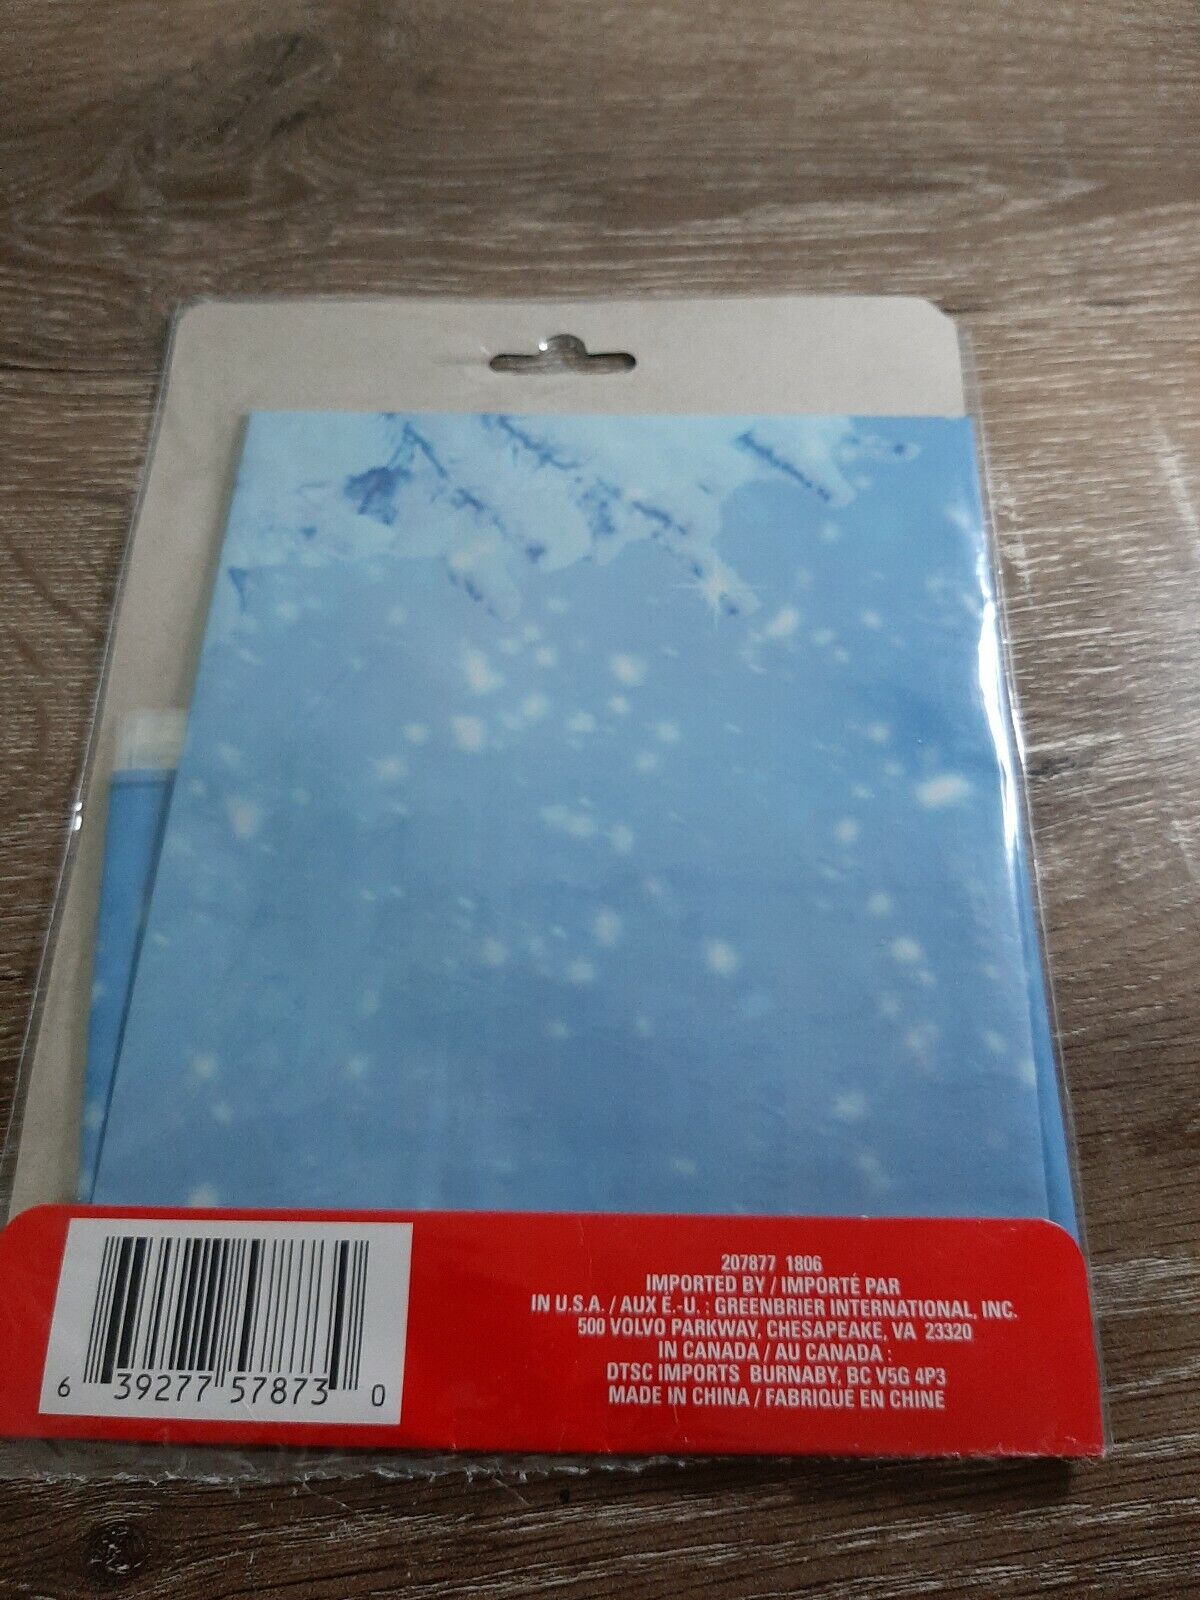 6 39277 57873 0
207877 1806
IMPORTED BY / IMPORTÉ PAR
IN U.S.A. / AUX É.-U. : GREENBRIER INTERNATIONAL, INC.
500 VOLVO PARKWAY, CHESAPEAKE, VA 23320
IN CANADA / AU CANADA :
DTSC IMPORTS BURNABY, BC V5G 4P3
MADE IN CHINA / FABRIQUE EN CHINE